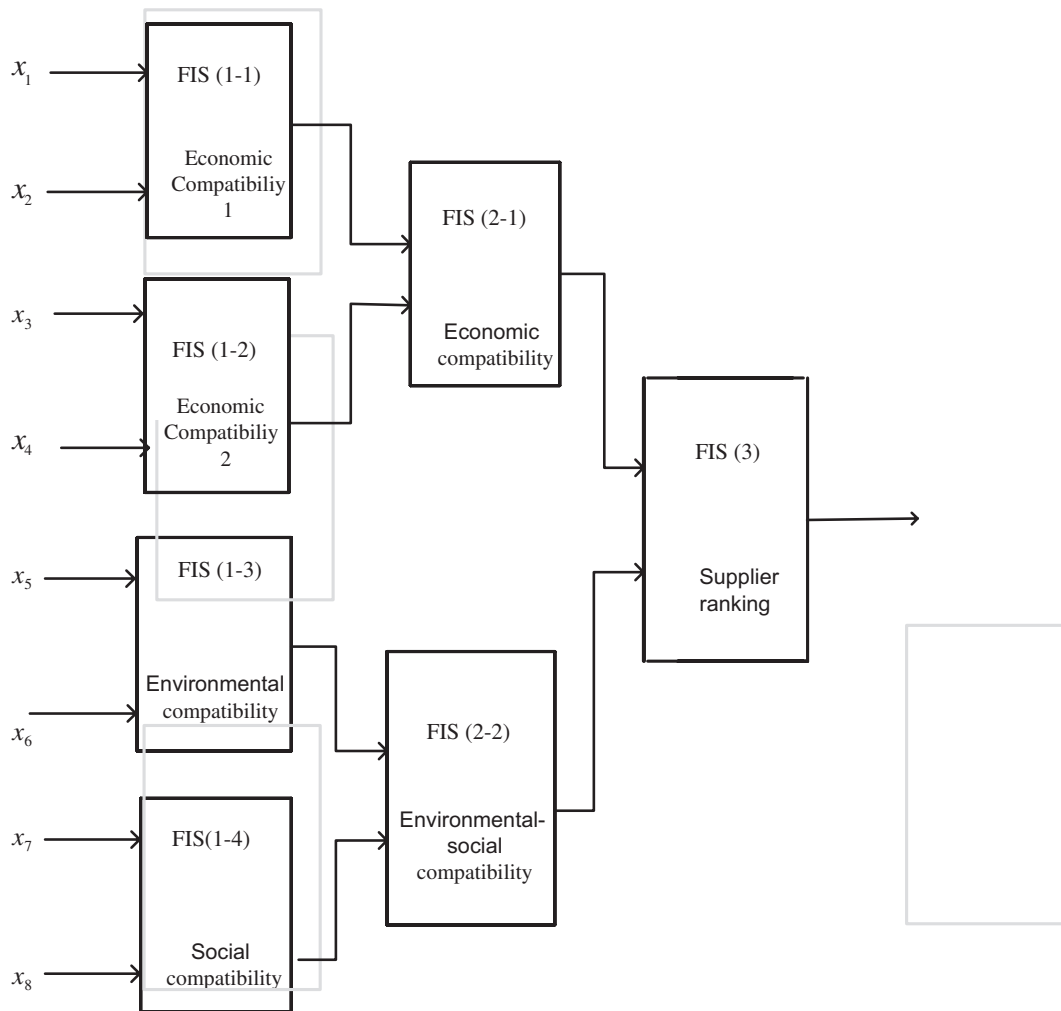 x1
x2
FIS (1-1)
Economic
Compatibiliy
1
x3
x4
FIS (1-2)
Economic
Compatibiliy
2
x5
x6
FIS (1-3)
Environmental
compatibility
x7
x8
FIS(1-4)
Social
compatibility
FIS (2-1)
Economic
compatibility
FIS (2-2)
Environmental-
social
compatibility
FIS (3)
Supplier
ranking